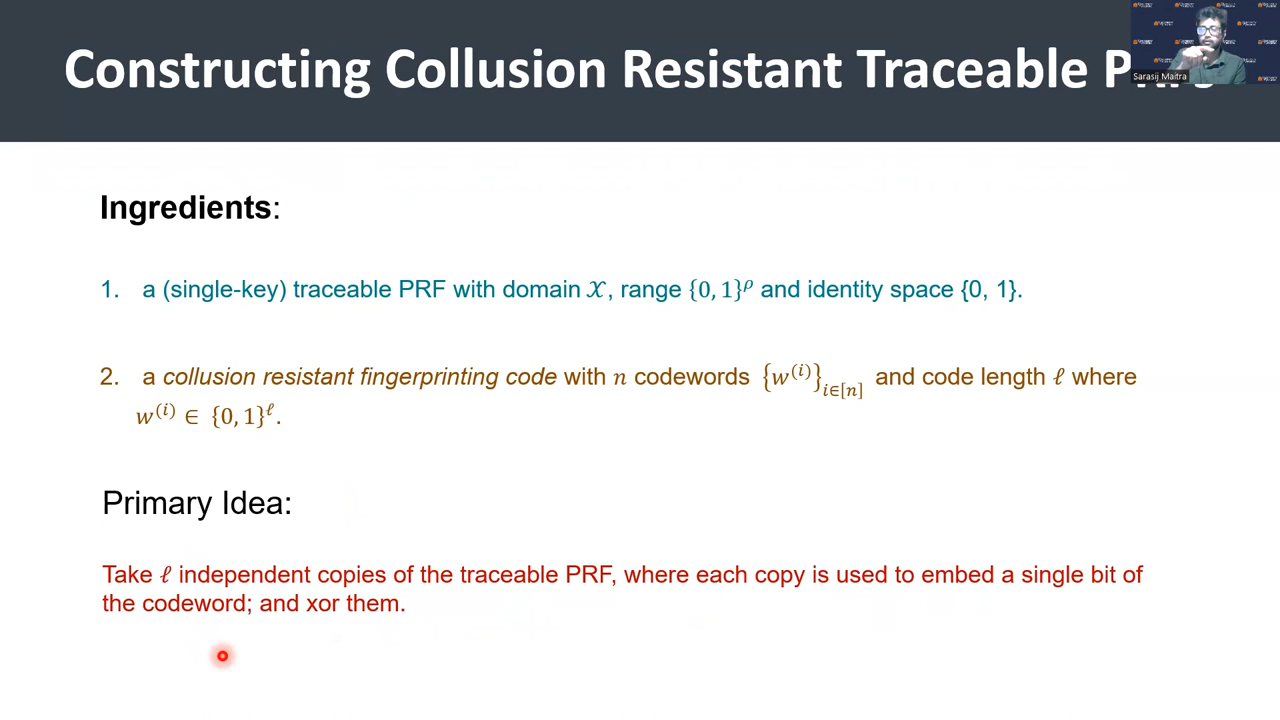 Constructing Collusion Resistant Traceable
Sarasij Maitra
Ingredients:
1. a (single-key) traceable PRF with domain 𝒳, range {0, 1}^ρ and identity space {0, 1}.
2. a collusion resistant fingerprinting code with n codewords {w^(i)}_{i∈[n]} and code length ℓ where
w^(i) ∈ {0, 1}^ℓ.
Primary Idea:
Take ℓ independent copies of the traceable PRF, where each copy is used to embed a single bit of
the codeword; and xor them.